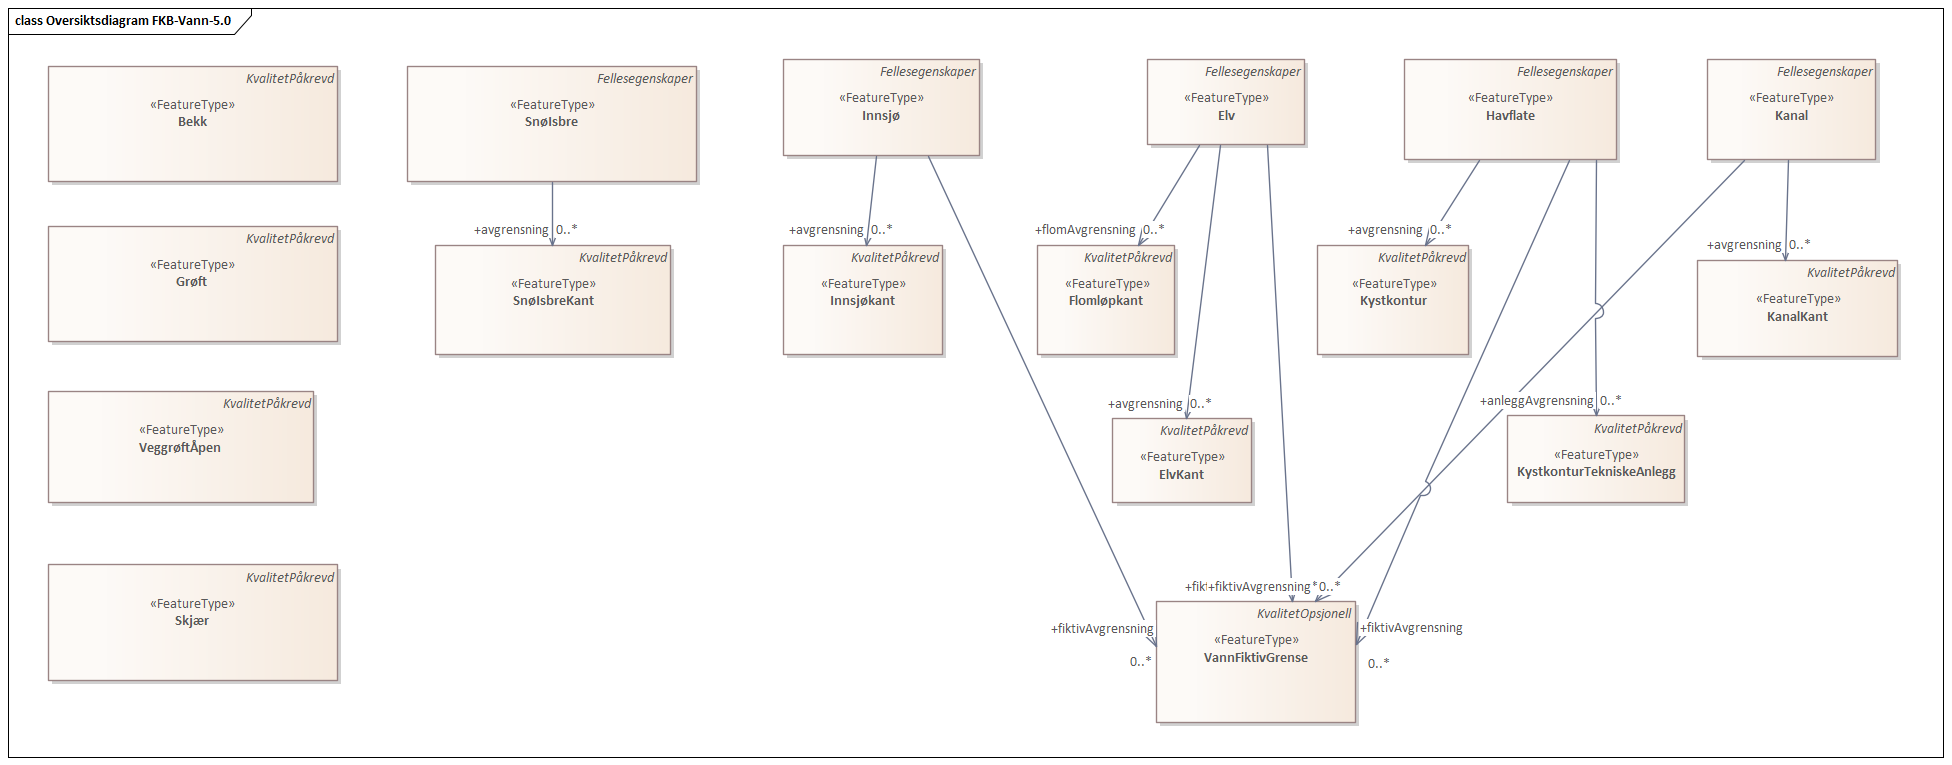 class Oversiktsdiagram FKB-Vann-5.0
KvalitetPåkrevd
«FeatureType»
Bekk
Fellesegenskaper
«FeatureType»
SnøIsbre
Fellesegenskaper
«FeatureType»
Innsjø
Fellesegenskaper
«FeatureType»
Elv
Fellesegenskaper
«FeatureType»
Havflate
Fellesegenskaper
«FeatureType»
Kanal
KvalitetPåkrevd
«FeatureType»
Grøft
+avgrensning 0..*
KvalitetPåkrevd
«FeatureType»
SnøIsbreKant
+avgrensning 0..*
KvalitetPåkrevd
«FeatureType»
Innsjøkant
+flomAvgrensning 0..*
KvalitetPåkrevd
«FeatureType»
Flomløpkant
+avgrensning 0..*
KvalitetPåkrevd
«FeatureType»
Kystkontur
+avgrensning 0..*
KvalitetPåkrevd
«FeatureType»
KanalKant
KvalitetPåkrevd
«FeatureType»
VeggrøftÅpen
+avgrensning 0..*
KvalitetPåkrevd
«FeatureType»
ElvKant
+anleggAvgrensning 0..*
KvalitetPåkrevd
«FeatureType»
KystkonturTekniskeAnlegg
KvalitetPåkrevd
«FeatureType»
Skjær
+fiktivAvgrensning 0..*
KvalitetOpsjonell
«FeatureType»
VannFiktivGrense
+fiktivAvgrensning
0..*
+fiktivAvgrensning
0..*